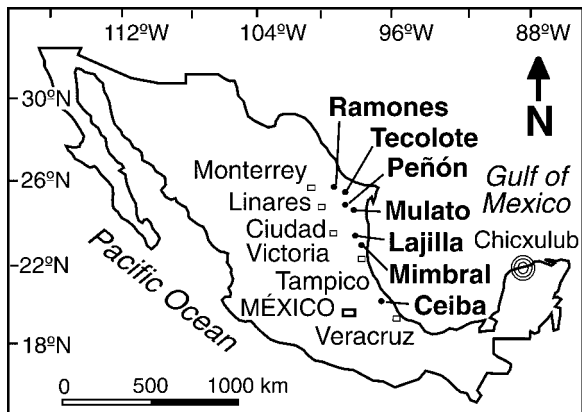 112ºW 104ºW 96ºW 88ºW
30ºN
Ramones
Tecolote
Peñón
N
26ºN
Monterrey
Gulf of
Mexico
Linares
Mulato
Ciudad
Victoria
Lajilla
Chicxulub
22ºN
Mimbral
Tampico
Ceiba
MÉXICO
Veracruz
Pacific Ocean
18ºN
0 500 1000 km